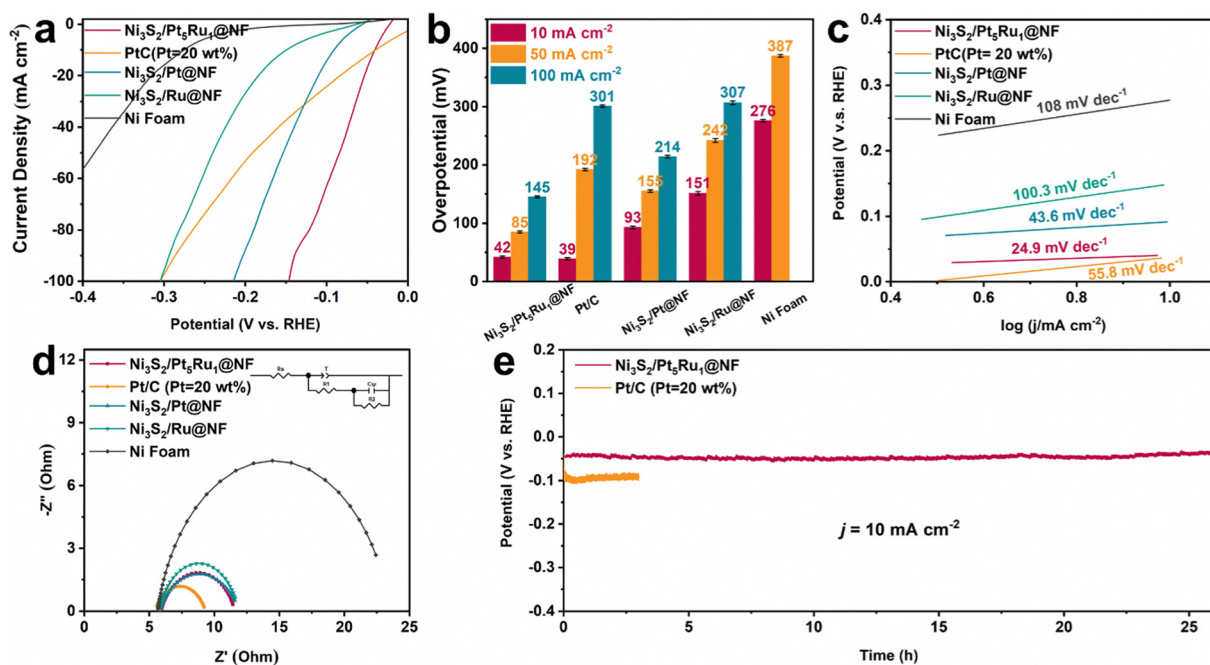 a
Ni₃S₂/Pt₅Ru₁@NF
PtC(Pt=20 wt%)
Ni₃S₂/Pt@NF
Ni₃S₂/Ru@NF
Ni Foam
Current Density (mA cm⁻²)
0
-20
-40
-60
-80
-100
-0.4
-0.3
-0.2
-0.1
0.0
Potential (V vs. RHE)
b
10 mA cm⁻²
50 mA cm⁻²
100 mA cm⁻²
Overpotential (mV)
400
300
200
100
0
42
85
145
39
192
301
93
155
214
151
242
307
276
387
Ni₃S₂/Pt₅Ru₁@NF
Pt/C
Ni₃S₂/Pt@NF
Ni₃S₂/Ru@NF
Ni Foam
c
Ni₃S₂/Pt₅Ru₁@NF
PtC(Pt= 20 wt%)
Ni₃S₂/Pt@NF
Ni₃S₂/Ru@NF
Ni Foam
Potential (V v.s. RHE)
0.4
0.3
0.2
0.1
0.0
108 mV dec⁻¹
100.3 mV dec⁻¹
43.6 mV dec⁻¹
24.9 mV dec⁻¹
55.8 mV dec⁻¹
0.4
0.6
0.8
1.0
log (j/mA cm⁻²)
d
Ni₃S₂/Pt₅Ru₁@NF
Pt/C (Pt=20 wt%)
Ni₃S₂/Pt@NF
Ni₃S₂/Ru@NF
Ni Foam
Rs
T
R1
R2
-Z'' (Ohm)
12
9
6
3
0
0
5
10
15
20
25
Z' (Ohm)
e
Ni₃S₂/Pt₅Ru₁@NF
Pt/C (Pt=20 wt%)
Potential (V vs. RHE)
0.2
0.1
0.0
-0.1
-0.2
-0.3
-0.4
j = 10 mA cm⁻²
0
5
10
15
20
25
Time (h)